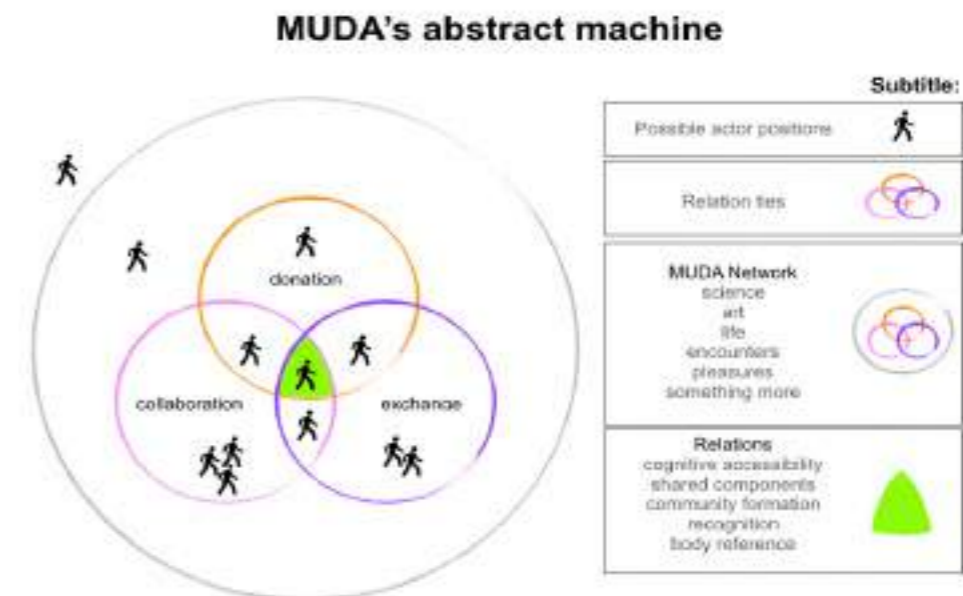 MUDA's abstract machine
Subtitle:
Possible actor positions
Relation ties
MUDA Network
science
art
life
encounters
pleasures
something more
Relations
cognitive accessibility
shared components
community formation
recognition
body reference
donation
collaboration
exchange